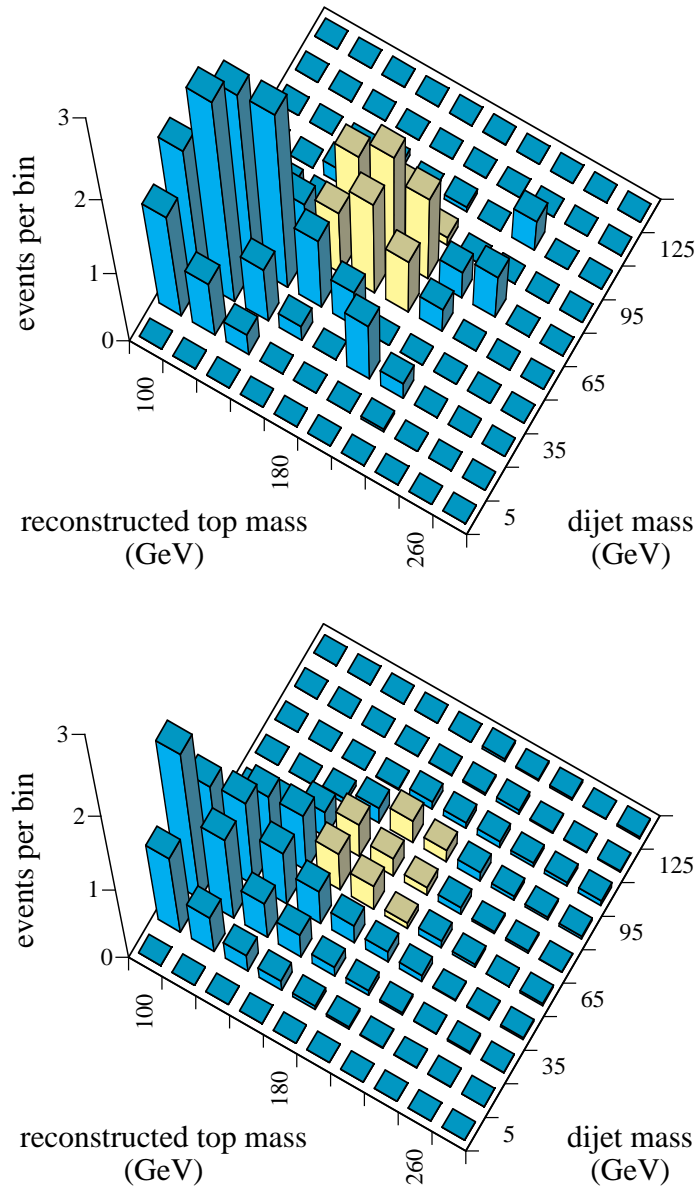 3
2
1
0
events per bin
100
180
260
reconstructed top mass
(GeV)
5
35
65
95
125
dijet mass
(GeV)
3
2
1
0
events per bin
100
180
260
reconstructed top mass
(GeV)
5
35
65
95
125
dijet mass
(GeV)